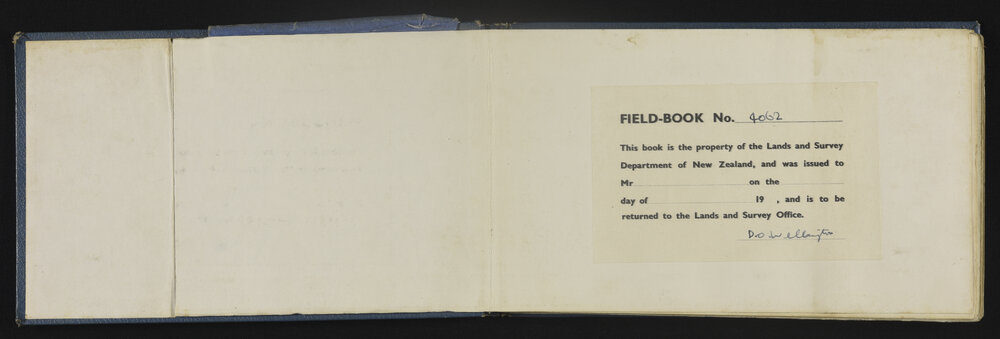 FIELD-BOOK No. 4062
This book is the property of the Lands and Survey
Department of New Zealand, and was issued to
Mr on the
day of 19 , and is to be
returned to the Lands and Survey Office.
D.O. Wellington